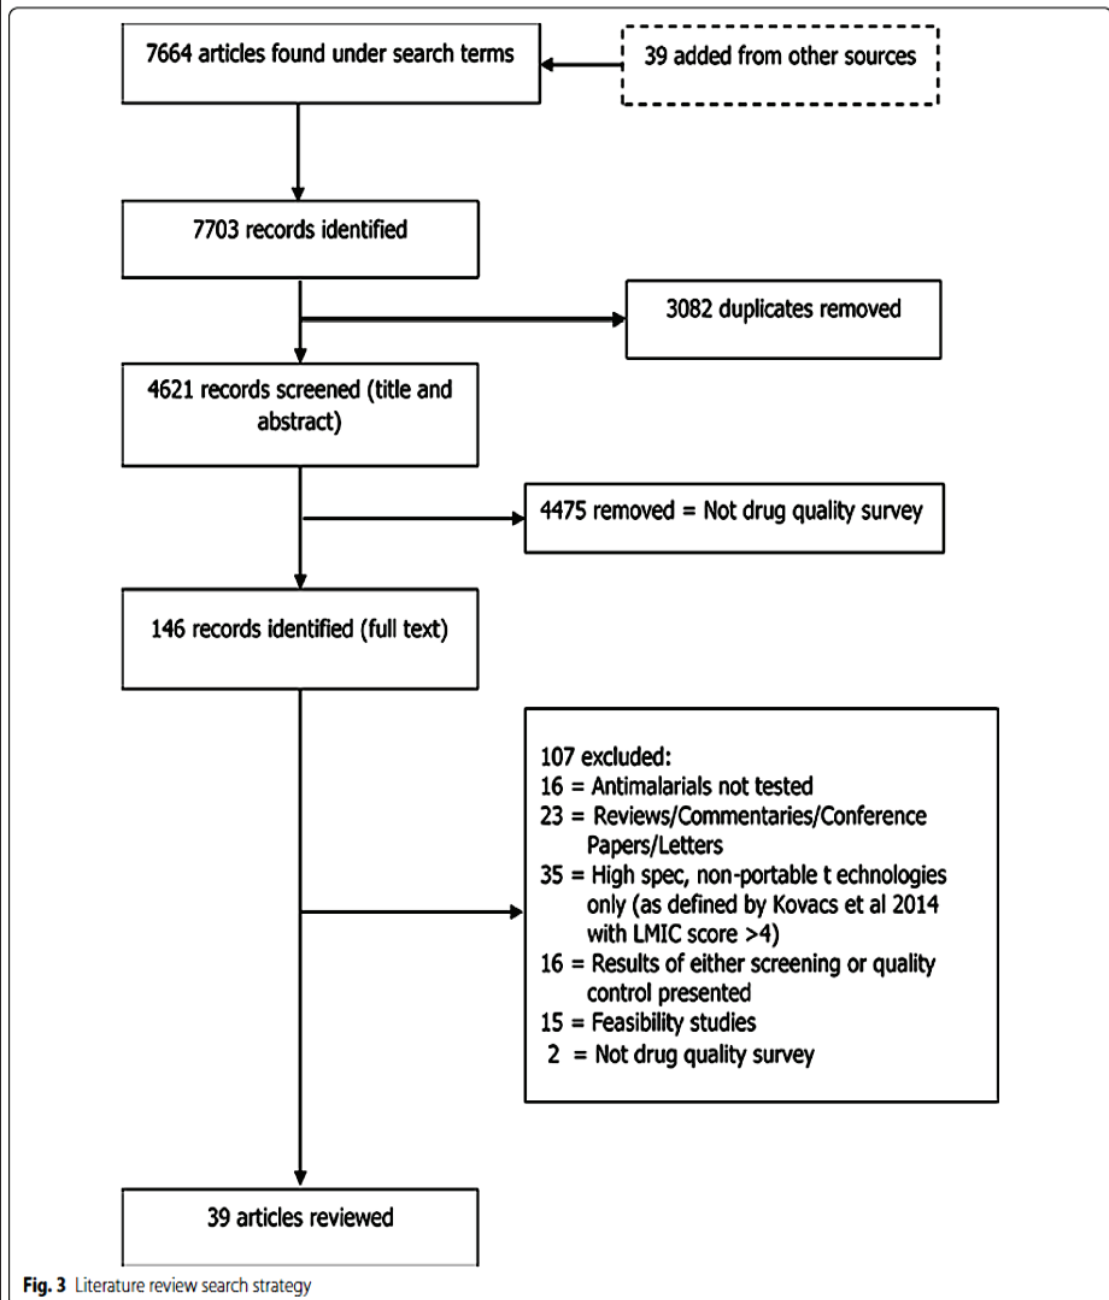 7664 articles found under search terms
39 added from other sources
7703 records identified
3082 duplicates removed
4621 records screened (title and
abstract)
4475 removed = Not drug quality survey
146 records identified (full text)
107 excluded:
16 = Antimalarials not tested
23 = Reviews/Commentaries/Conference
Papers/Letters
35 = High spec, non-portable t echnologies
only (as defined by Kovacs et al 2014
with LMIC score >4)
16 = Results of either screening or quality
control presented
15 = Feasibility studies
2 = Not drug quality survey
39 articles reviewed
Fig. 3 Literature review search strategy